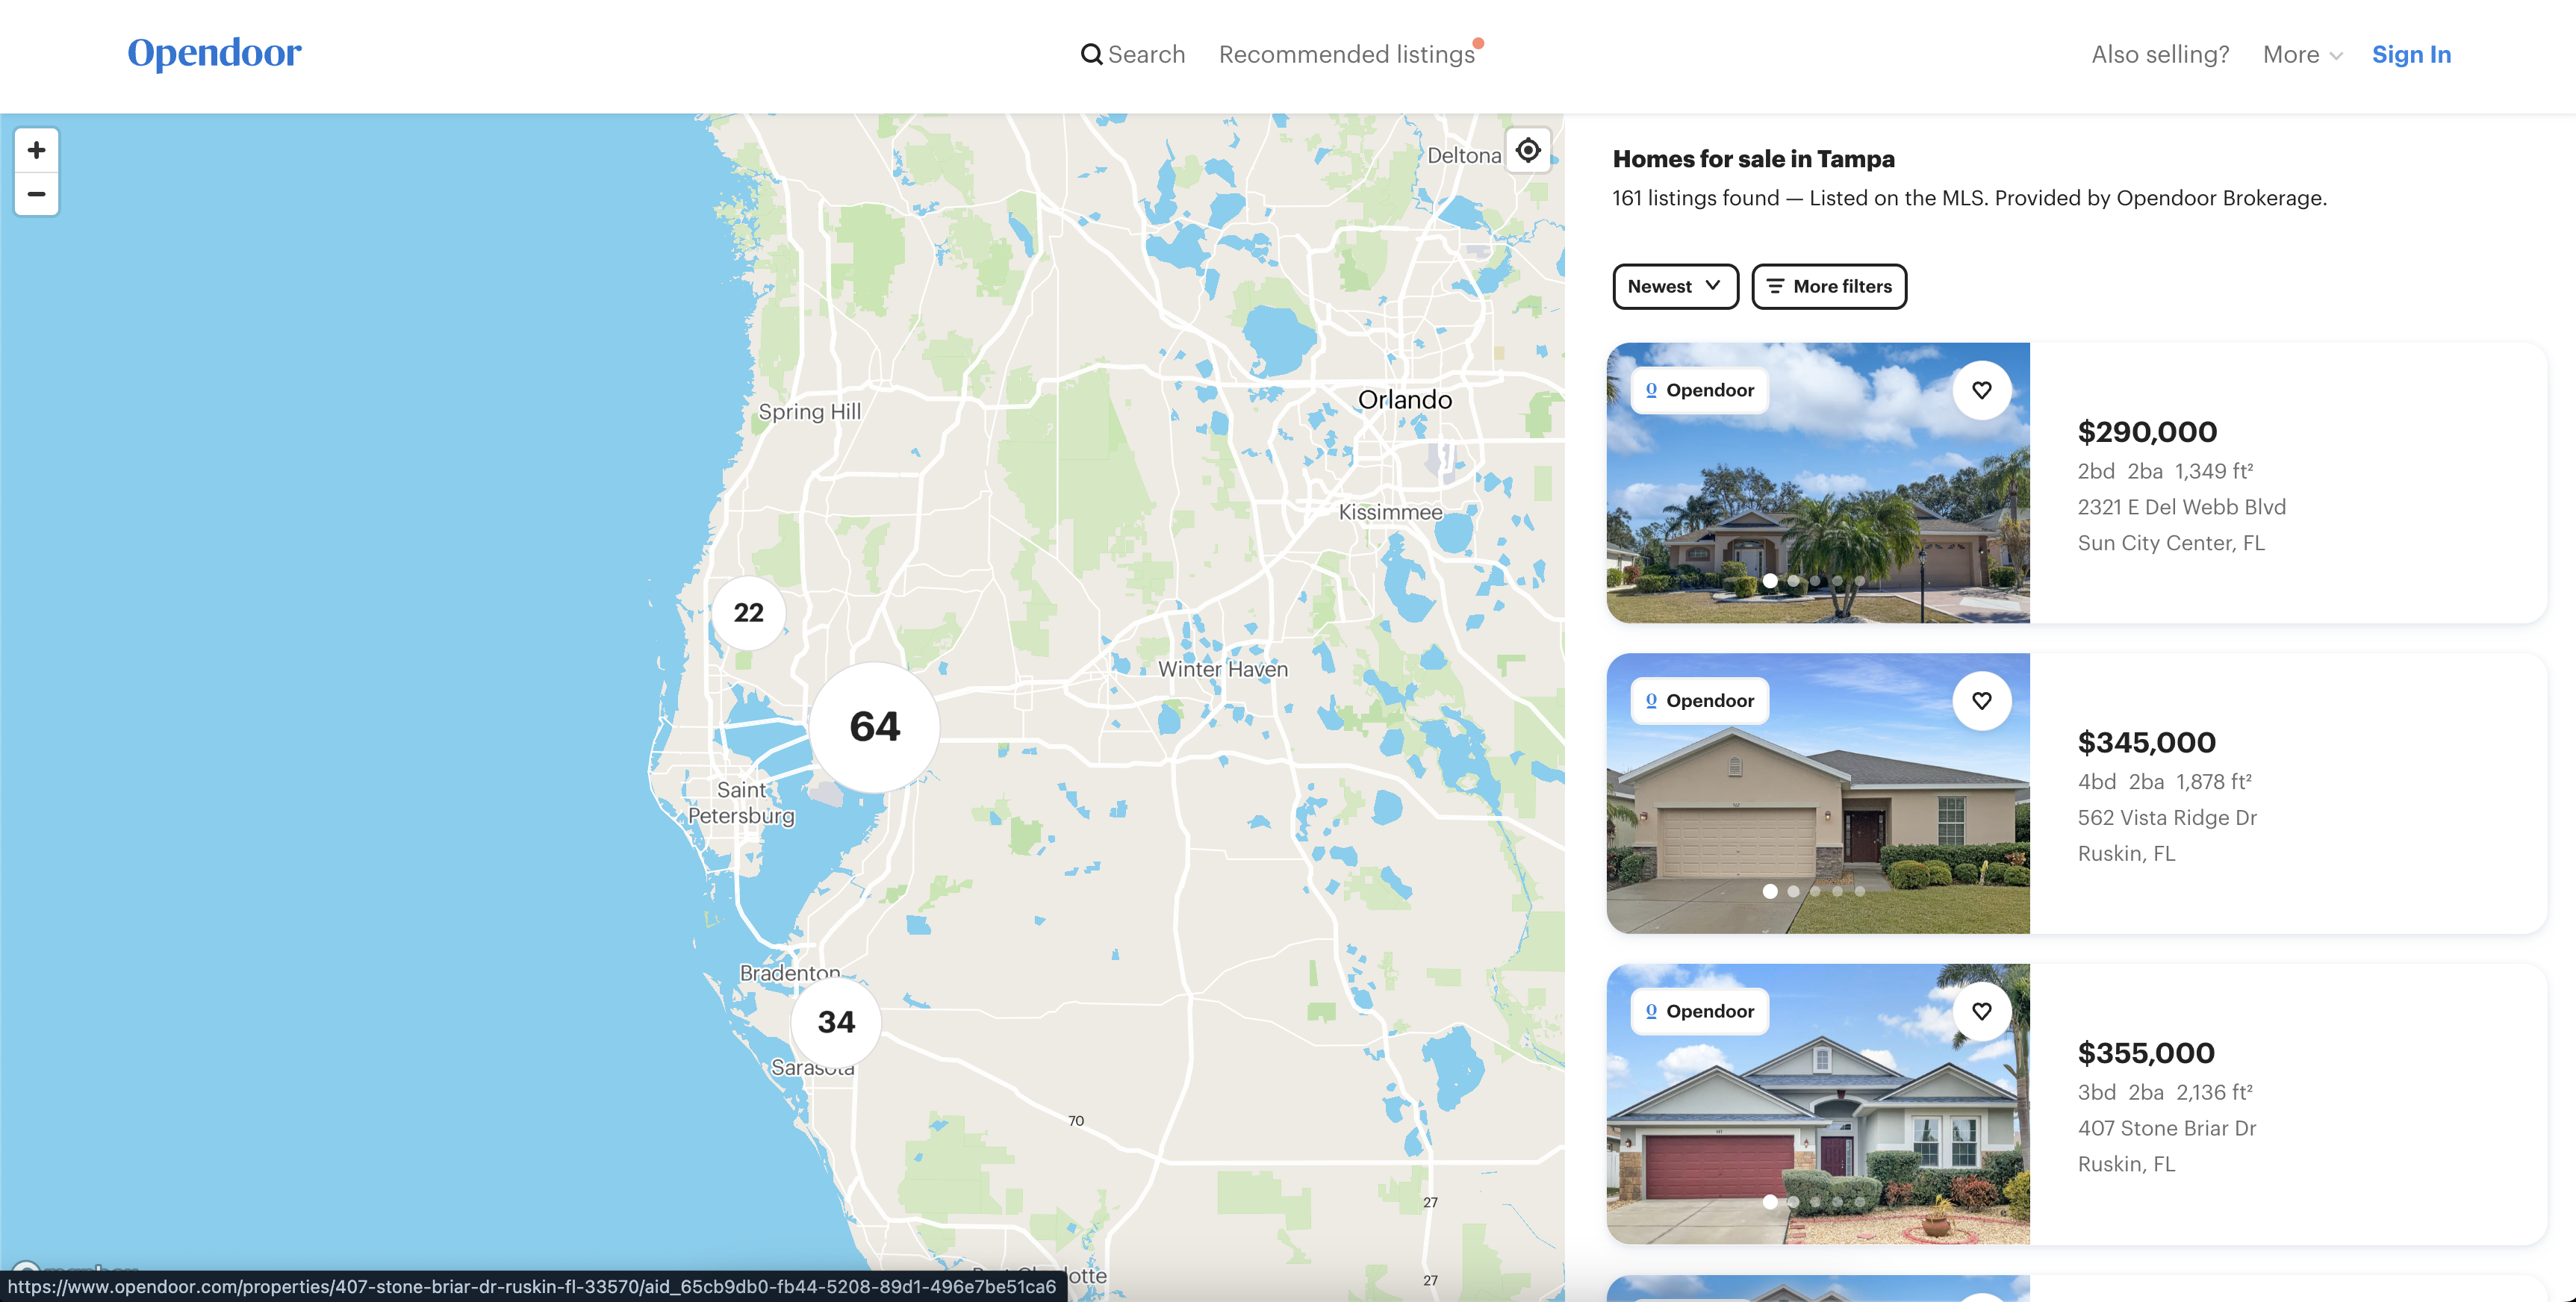 Opendoor
Search
Recommended listings
Also selling?
More
Sign In
+
−
Deltona
Orlando
Spring Hill
Kissimmee
22
Winter Haven
64
Saint
Petersburg
Bradenton
34
Sarasota
70
27
27
https://www.opendoor.com/properties/407-stone-briar-dr-ruskin-fl-33570/aid_65cb9db0-fb44-5208-89d1-496e7be51ca6
Homes for sale in Tampa
161 listings found — Listed on the MLS. Provided by Opendoor Brokerage.
Newest
More filters
Opendoor
$290,000
2bd 2ba 1,349 ft²
2321 E Del Webb Blvd
Sun City Center, FL
Opendoor
$345,000
4bd 2ba 1,878 ft²
562 Vista Ridge Dr
Ruskin, FL
Opendoor
$355,000
3bd 2ba 2,136 ft²
407 Stone Briar Dr
Ruskin, FL